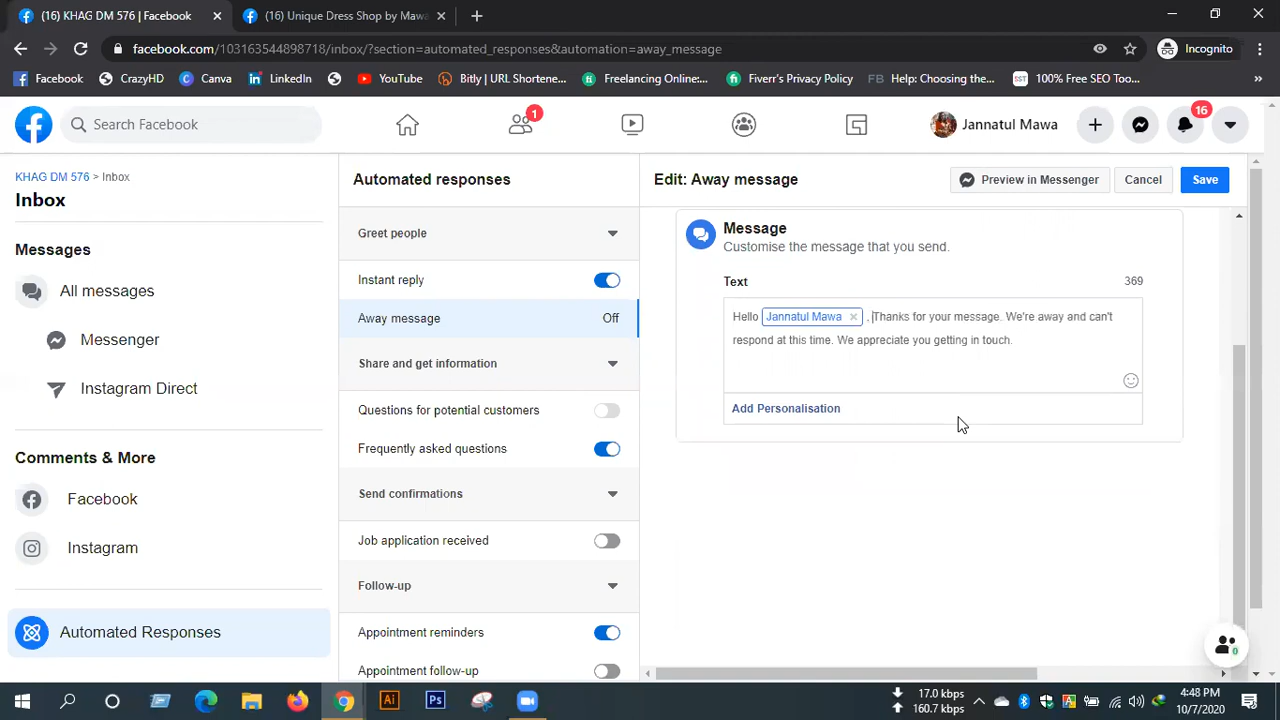 (16) KHAG DM 576 | Facebook
(16) Unique Dress Shop by Mawa
facebook.com/103163544898718/inbox/?section=automated_responses&automation=away_message
Incognito
Facebook
CrazyHD
Canva
LinkedIn
YouTube
Bitly | URL Shortene...
Freelancing Online:...
Fiverr's Privacy Policy
FB Help: Choosing the...
SST 100% Free SEO Too...
Search Facebook
1
Jannatul Mawa
16
KHAG DM 576 > Inbox
Inbox
Messages
All messages
Messenger
Instagram Direct
Comments & More
Facebook
Instagram
Automated Responses
Automated responses
Greet people
Instant reply
Away message Off
Share and get information
Questions for potential customers
Frequently asked questions
Send confirmations
Job application received
Follow-up
Appointment reminders
Appointment follow-up
Edit: Away message
Preview in Messenger
Cancel
Save
Message
Customise the message that you send.
Text 369
Hello Jannatul Mawa × , Thanks for your message. We're away and can't
respond at this time. We appreciate you getting in touch.
Add Personalisation
0
Ai
Ps
17.0 kbps
160.7 kbps
4:48 PM
10/7/2020